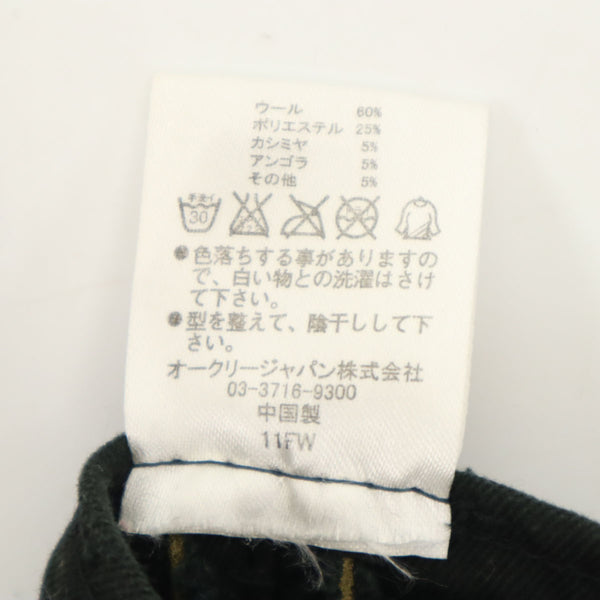 ウール 60%
ポリエステル 25%
カシミヤ 5%
アンゴラ 5%
その他 5%
手洗イ
30
●色落ちする事がありますの
で、白い物との洗濯はさけ
て下さい。
●型を整えて、陰干しして下
さい。
オークリージャパン株式会社
03-3716-9300
中国製
11FW